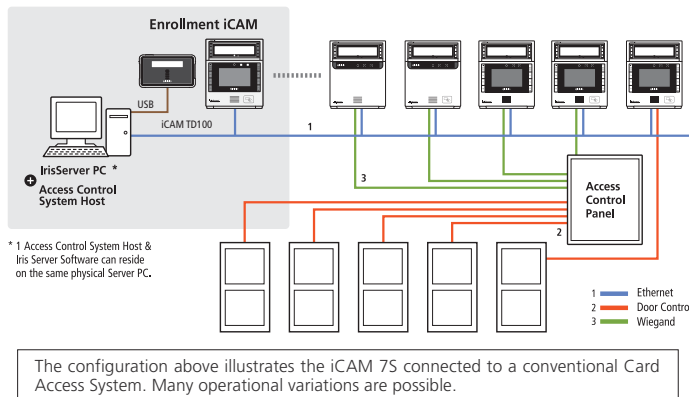 Enrollment iCAM
USB
iCAM TD100
1
IrisServer PC *
Access Control
System Host
3
Access
Control
Panel
2
* 1 Access Control System Host &
Iris Server Software can reside
on the same physical Server PC.
1 Ethernet
2 Door Contro
3 Wiegand
The configuration above illustrates the iCAM 7S connected to a conventional Card
Access System. Many operational variations are possible.